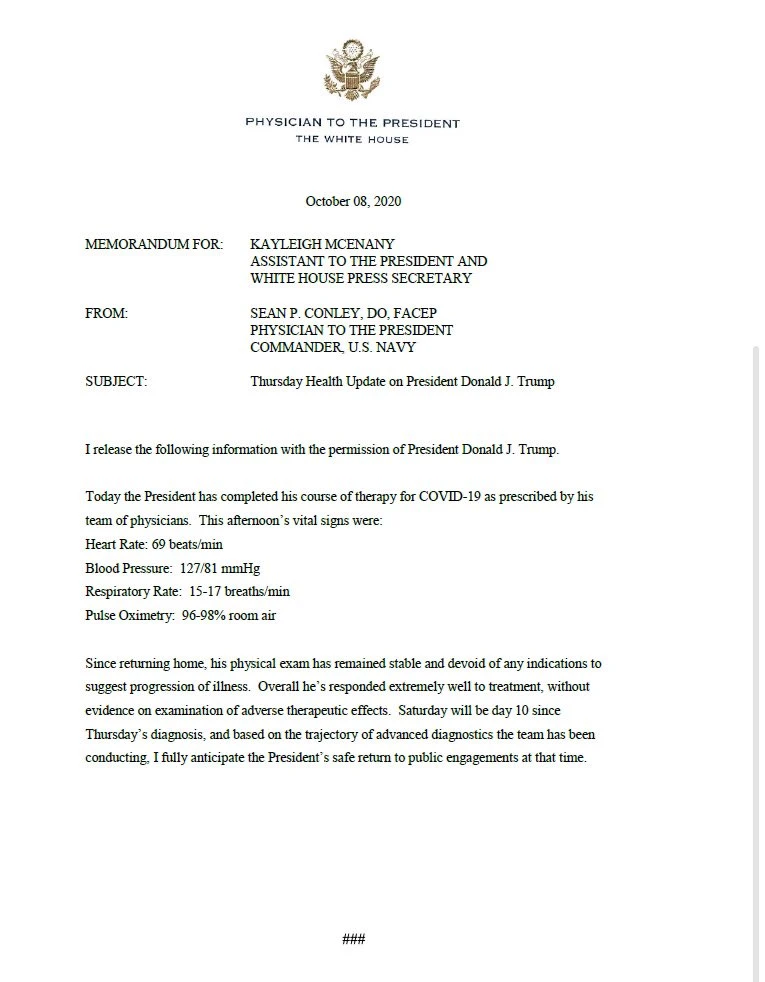 PHYSICIAN TO THE PRESIDENT
THE WHITE HOUSE
October 08, 2020
MEMORANDUM FOR: KAYLEIGH MCENANY
ASSISTANT TO THE PRESIDENT AND
WHITE HOUSE PRESS SECRETARY
FROM: SEAN P. CONLEY, DO, FACEP
PHYSICIAN TO THE PRESIDENT
COMMANDER, U.S. NAVY
SUBJECT: Thursday Health Update on President Donald J. Trump
I release the following information with the permission of President Donald J. Trump.
Today the President has completed his course of therapy for COVID-19 as prescribed by his
team of physicians.  This afternoon’s vital signs were:
Heart Rate: 69 beats/min
Blood Pressure:  127/81 mmHg
Respiratory Rate:  15-17 breaths/min
Pulse Oximetry:  96-98% room air
Since returning home, his physical exam has remained stable and devoid of any indications to
suggest progression of illness.  Overall he’s responded extremely well to treatment, without
evidence on examination of adverse therapeutic effects.  Saturday will be day 10 since
Thursday’s diagnosis, and based on the trajectory of advanced diagnostics the team has been
conducting, I fully anticipate the President’s safe return to public engagements at that time.
###